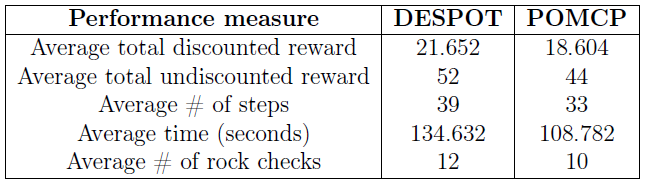 Performance measure DESPOT POMCP
Average total discounted reward 21.652 18.604
Average total undiscounted reward 52 44
Average # of steps 39 33
Average time (seconds) 134.632 108.782
Average # of rock checks 12 10